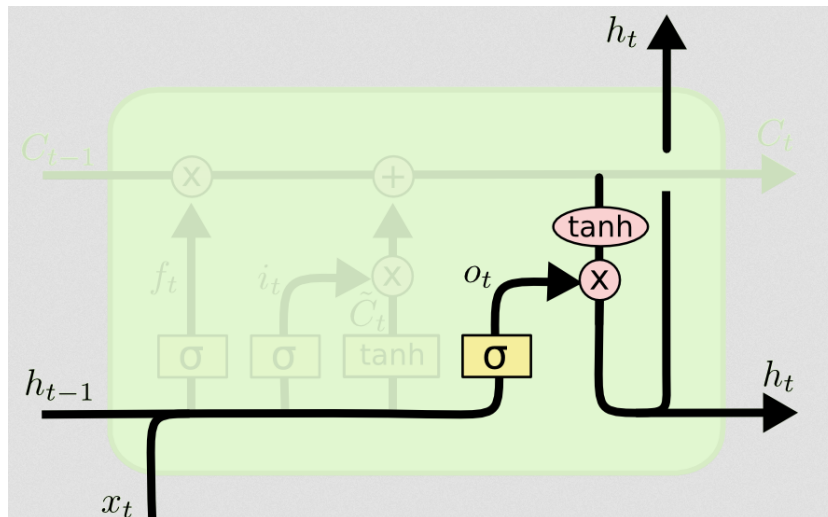 h_t
C_{t-1}
C_t
x
+
tanh
f_t
i_t
x
o_t
x
C̃_t
σ
σ
tanh
σ
h_{t-1}
h_t
x_t